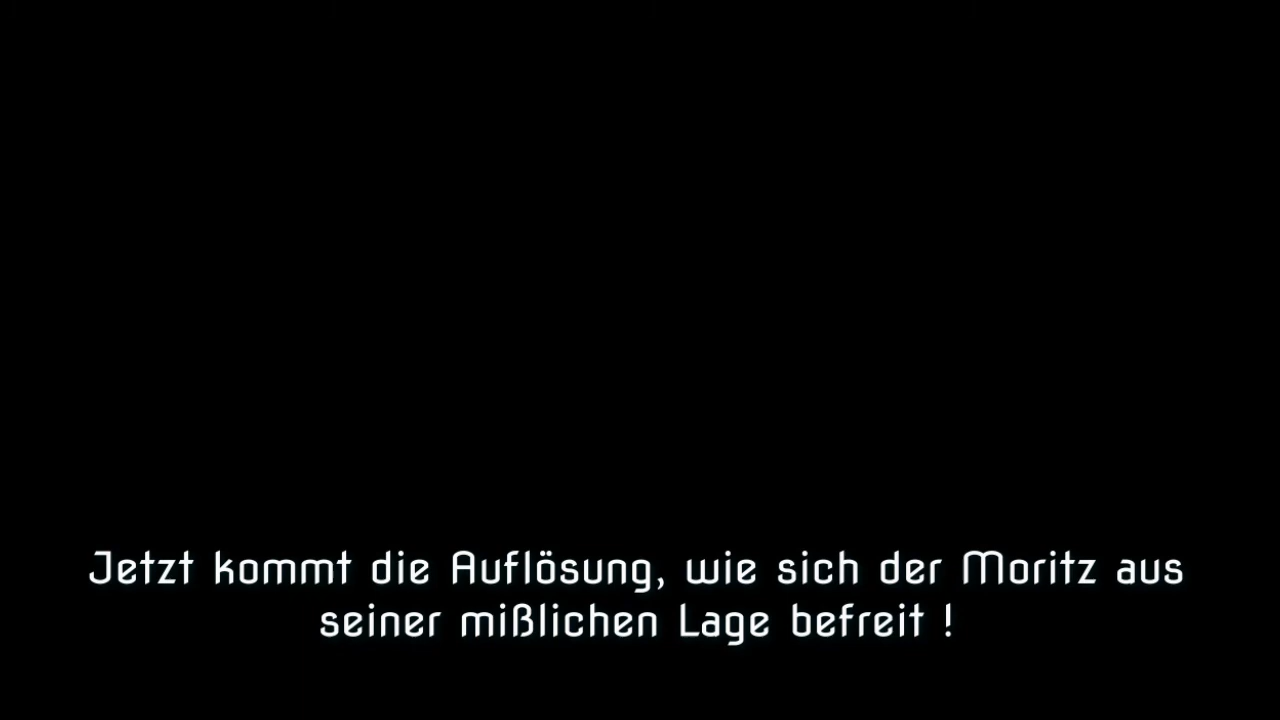 Jetzt kommt die Auflösung, wie sich der Moritz aus
seiner mißlichen Lage befreit !